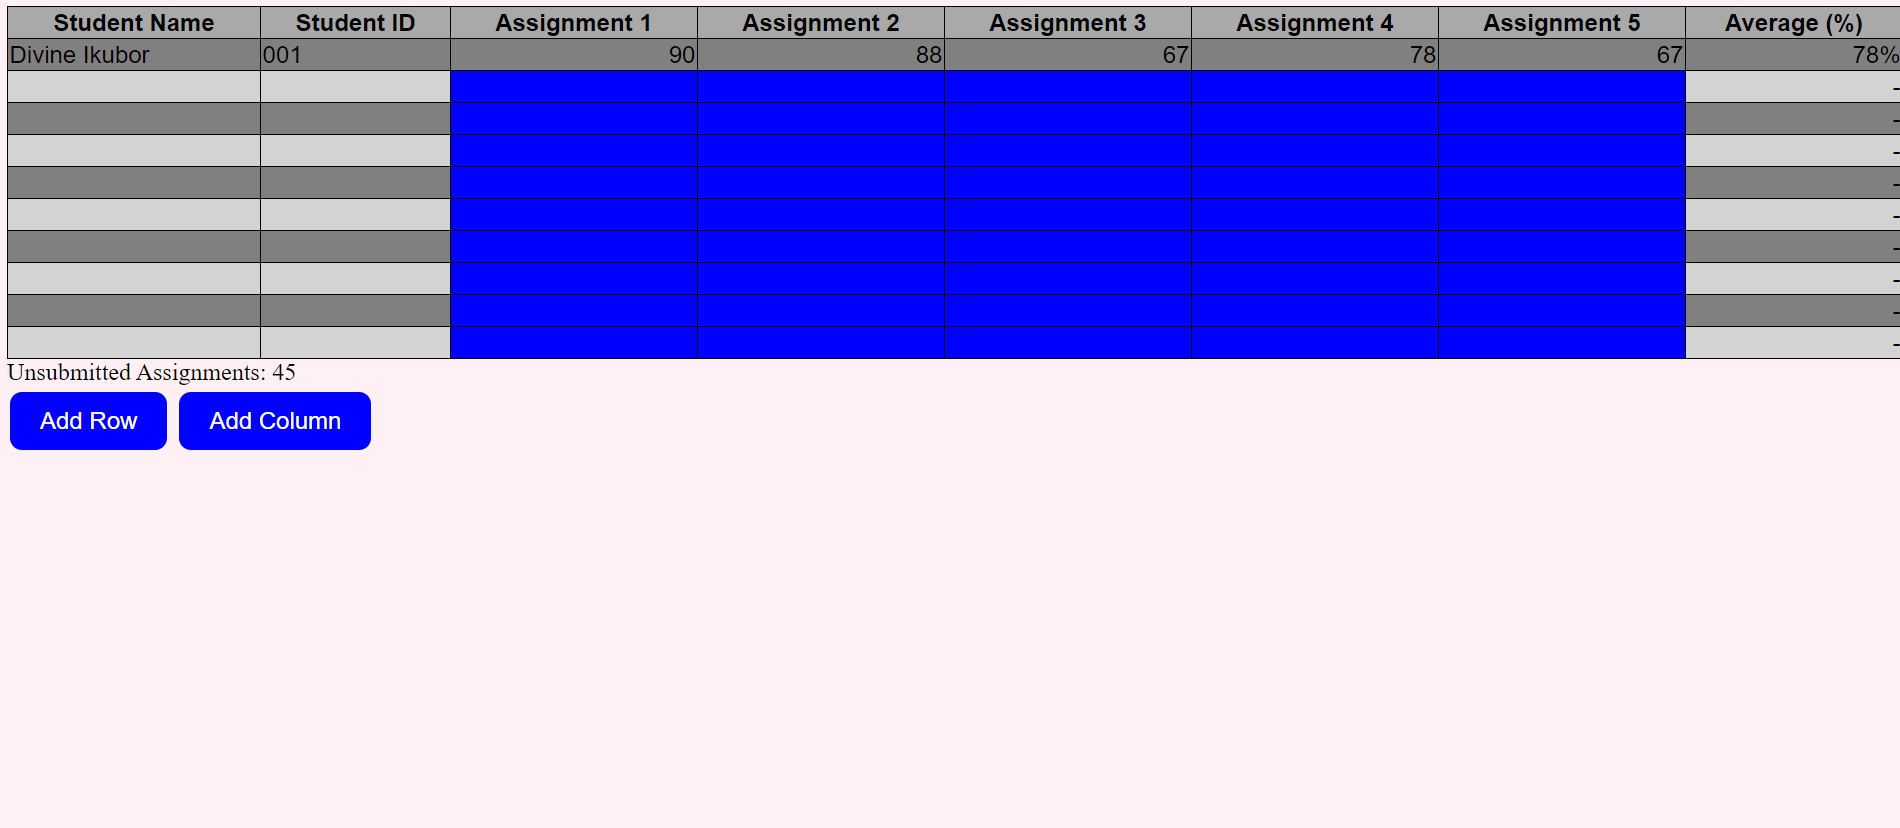 Student Name Student ID Assignment 1 Assignment 2 Assignment 3 Assignment 4 Assignment 5 Average (%)
Divine Ikubor 001 90 88 67 78 67 78%
-
-
-
-
-
-
-
-
-
Unsubmitted Assignments: 45
Add Row Add Column